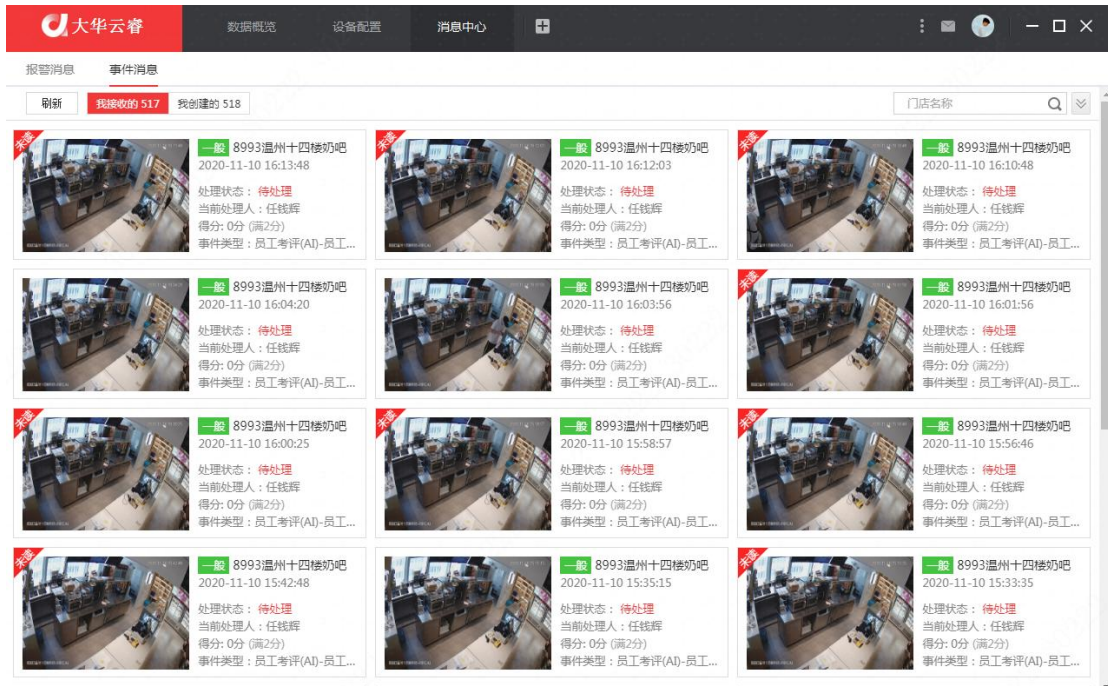 大华云睿
数据概览 设备配置 消息中心
报警消息 事件消息
刷新 我接收的 517 我创建的 518 门店名称
未读 一般 8993温州十四楼奶吧
2020-11-10 16:13:48
处理状态： 待处理
当前处理人：任钱辉
得分: 0分 (满2分)
事件类型：员工考评(AI)-员工...
未读 一般 8993温州十四楼奶吧
2020-11-10 16:12:03
处理状态： 待处理
当前处理人：任钱辉
得分: 0分 (满2分)
事件类型：员工考评(AI)-员工...
未读 一般 8993温州十四楼奶吧
2020-11-10 16:10:48
处理状态： 待处理
当前处理人：任钱辉
得分: 0分 (满2分)
事件类型：员工考评(AI)-员工...
一般 8993温州十四楼奶吧
2020-11-10 16:04:20
处理状态： 待处理
当前处理人：任钱辉
得分: 0分 (满2分)
事件类型：员工考评(AI)-员工...
一般 8993温州十四楼奶吧
2020-11-10 16:03:56
处理状态： 待处理
当前处理人：任钱辉
得分: 0分 (满2分)
事件类型：员工考评(AI)-员工...
未读 一般 8993温州十四楼奶吧
2020-11-10 16:01:56
处理状态： 待处理
当前处理人：任钱辉
得分: 0分 (满2分)
事件类型：员工考评(AI)-员工...
未读 一般 8993温州十四楼奶吧
2020-11-10 16:00:25
处理状态： 待处理
当前处理人：任钱辉
得分: 0分 (满2分)
事件类型：员工考评(AI)-员工...
未读 一般 8993温州十四楼奶吧
2020-11-10 15:58:57
处理状态： 待处理
当前处理人：任钱辉
得分: 0分 (满2分)
事件类型：员工考评(AI)-员工...
未读 一般 8993温州十四楼奶吧
2020-11-10 15:56:46
处理状态： 待处理
当前处理人：任钱辉
得分: 0分 (满2分)
事件类型：员工考评(AI)-员工...
未读 一般 8993温州十四楼奶吧
2020-11-10 15:42:48
处理状态： 待处理
当前处理人：任钱辉
得分: 0分 (满2分)
事件类型：员工考评(AI)-员工...
一般 8993温州十四楼奶吧
2020-11-10 15:35:15
处理状态： 待处理
当前处理人：任钱辉
得分: 0分 (满2分)
事件类型：员工考评(AI)-员工...
未读 一般 8993温州十四楼奶吧
2020-11-10 15:33:35
处理状态： 待处理
当前处理人：任钱辉
得分: 0分 (满2分)
事件类型：员工考评(AI)-员工...